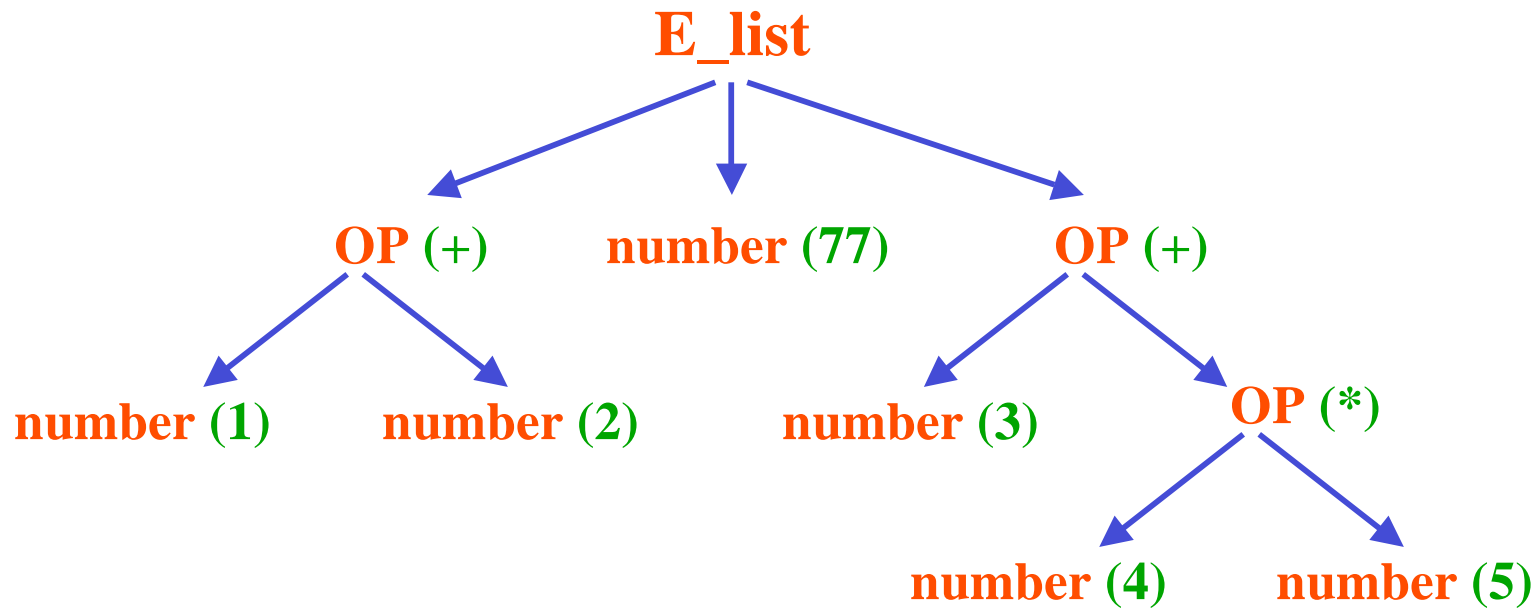 E_list
OP (+) number (77) OP (+)
number (1) number (2) number (3) OP (*)
number (4) number (5)